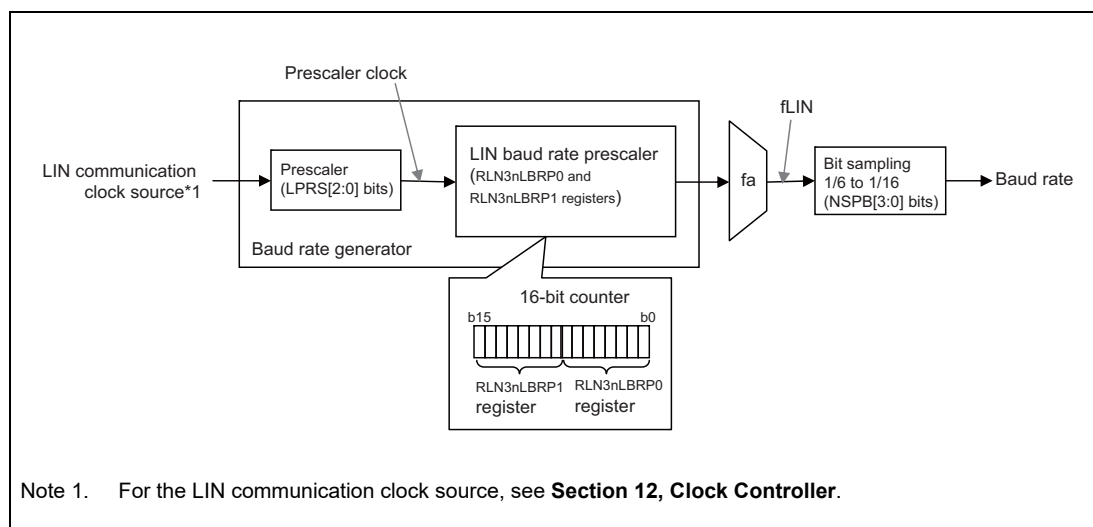 Prescaler clock
fLIN
LIN communication
clock source*1
Prescaler
(LPRS[2:0] bits)
LIN baud rate prescaler
(RLN3nLBRP0 and
RLN3nLBRP1 registers)
fa
Bit sampling
1/6 to 1/16
(NSPB[3:0] bits)
Baud rate
Baud rate generator
16-bit counter
b15
b0
RLN3nLBRP1
register
RLN3nLBRP0
register
Note 1. For the LIN communication clock source, see Section 12, Clock Controller.